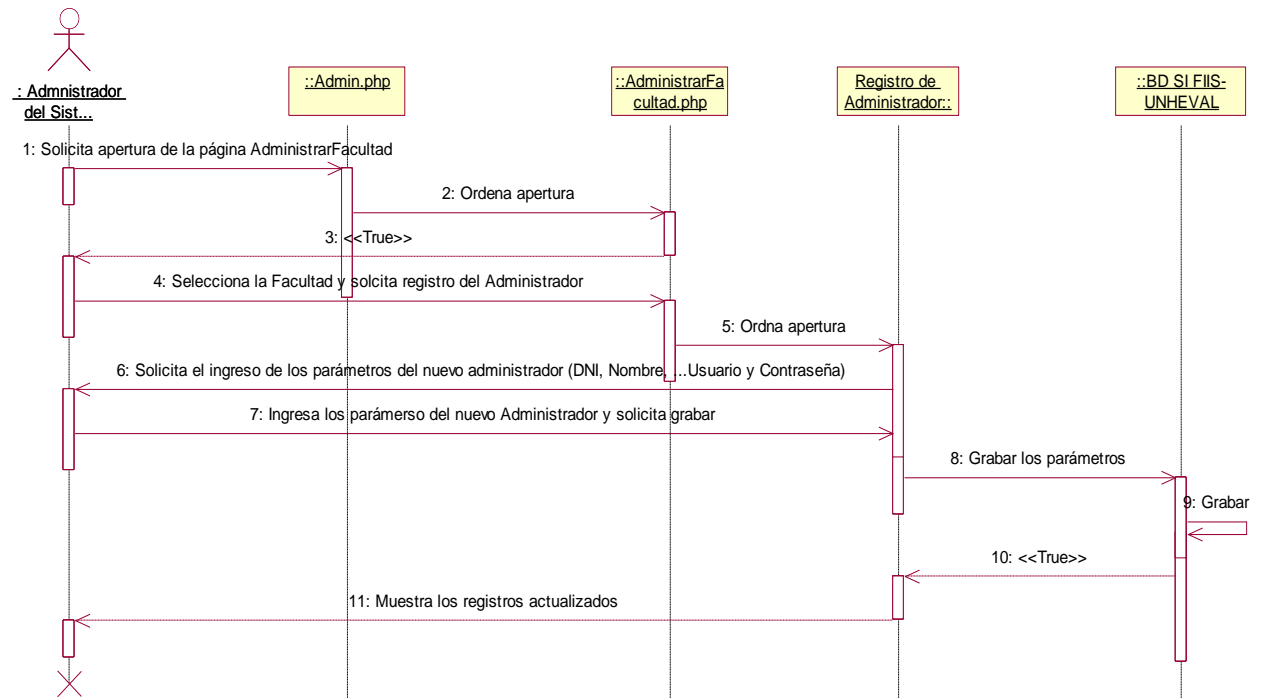 : Admnistrador
del Sist...
::Admin.php
::AdministrarFa
cultad.php
Registro de
Administrador::
::BD SI FIIS-
UNHEVAL
1: Solicita apertura de la página AdministrarFacultad
2: Ordena apertura
3: <<True>>
4: Selecciona la Facultad y solcita registro del Administrador
5: Ordna apertura
6: Solicita el ingreso de los parámetros del nuevo administrador (DNI, Nombre, ...Usuario y Contraseña)
7: Ingresa los parámerso del nuevo Administrador y solicita grabar
8: Grabar los parámetros
9: Grabar
10: <<True>>
11: Muestra los registros actualizados